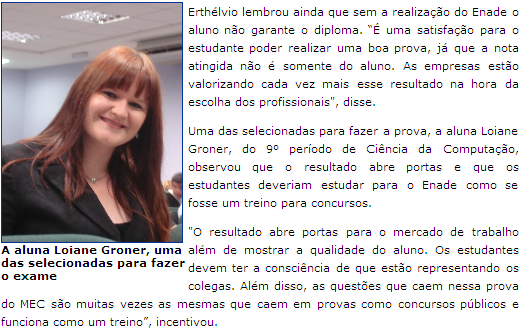 Erthélvio lembrou ainda que sem a realização do Enade o
aluno não garante o diploma. “É uma satisfação para o
estudante poder realizar uma boa prova, já que a nota
atingida não é somente do aluno. As empresas estão
valorizando cada vez mais esse resultado na hora da
escolha dos profissionais”, disse.
Uma das selecionadas para fazer a prova, a aluna Loiane
Groner, do 9º período de Ciência da Computação,
observou que o resultado abre portas e que os
estudantes deveriam estudar para o Enade como se
fosse um treino para concursos.
A aluna Loiane Groner, uma
das selecionadas para fazer
o exame
"O resultado abre portas para o mercado de trabalho
além de mostrar a qualidade do aluno. Os estudantes
devem ter a consciência de que estão representando os
colegas. Além disso, as questões que caem nessa prova
do MEC são muitas vezes as mesmas que caem em provas como concursos públicos e
funciona como um treino”, incentivou.